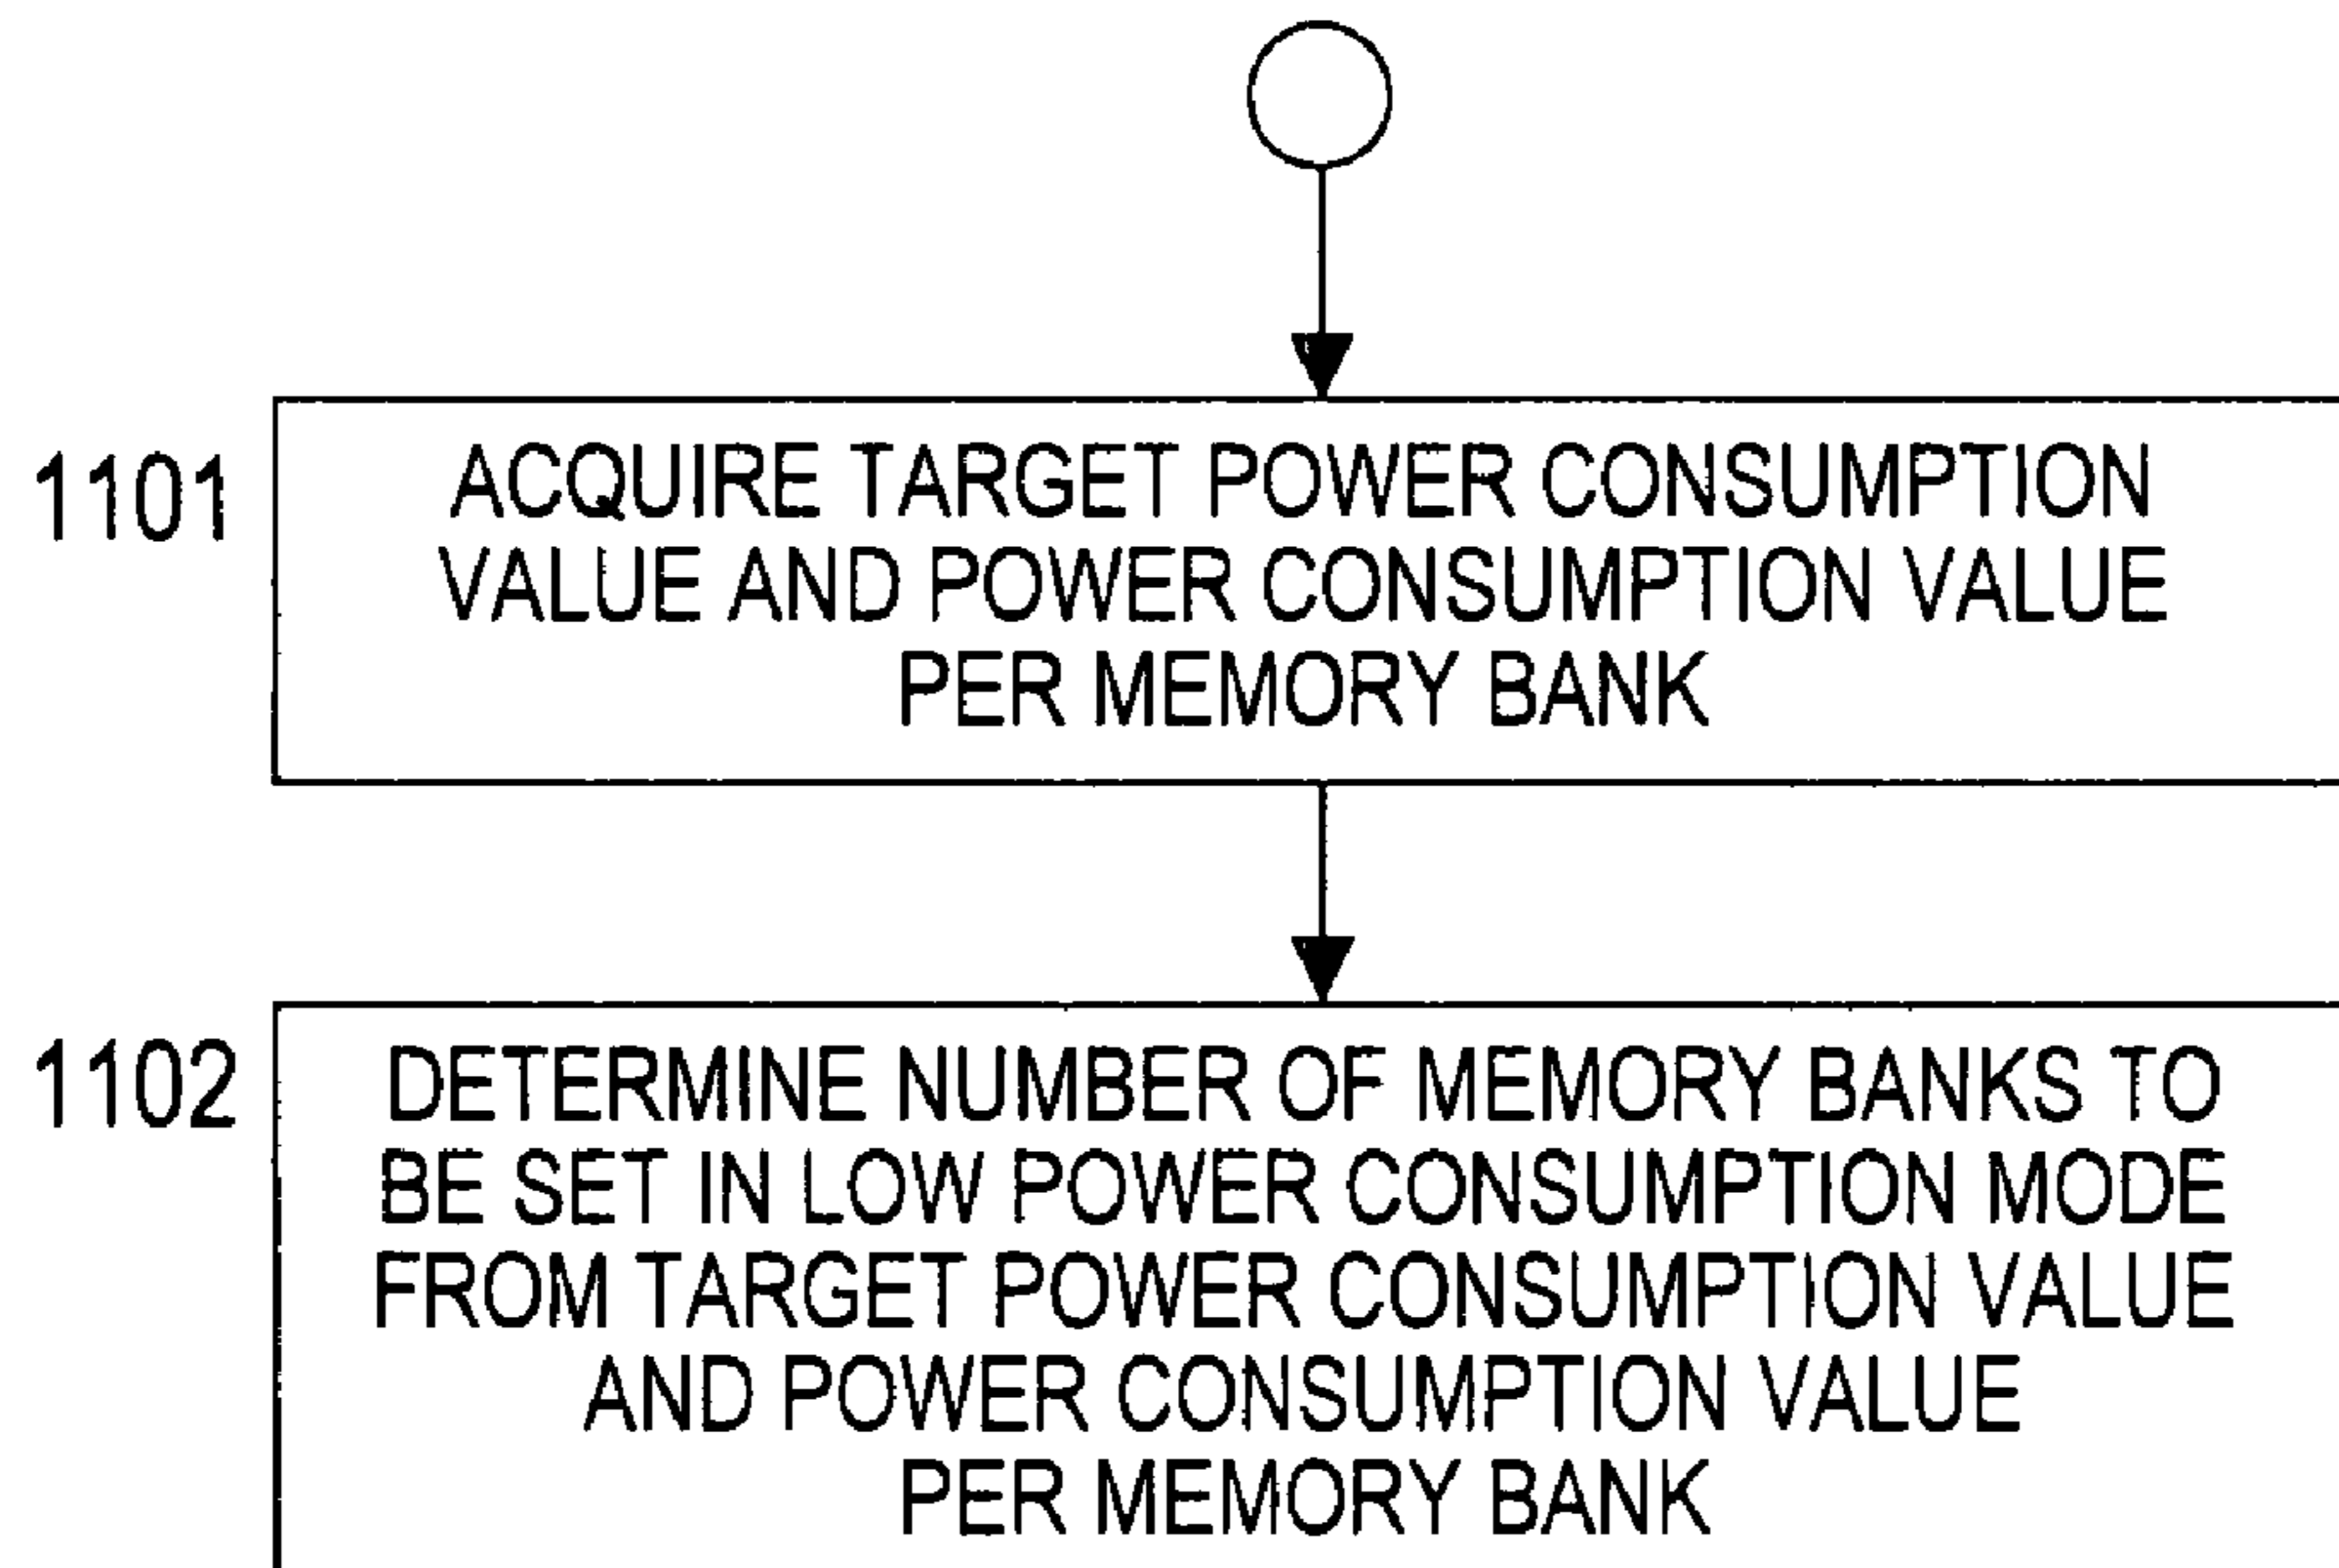 1101
ACQUIRE TARGET POWER CONSUMPTION
VALUE AND POWER CONSUMPTION VALUE
PER MEMORY BANK
1102
DETERMINE NUMBER OF MEMORY BANKS TO
BE SET IN LOW POWER CONSUMPTION MODE
FROM TARGET POWER CONSUMPTION VALUE
AND POWER CONSUMPTION VALUE
PER MEMORY BANK